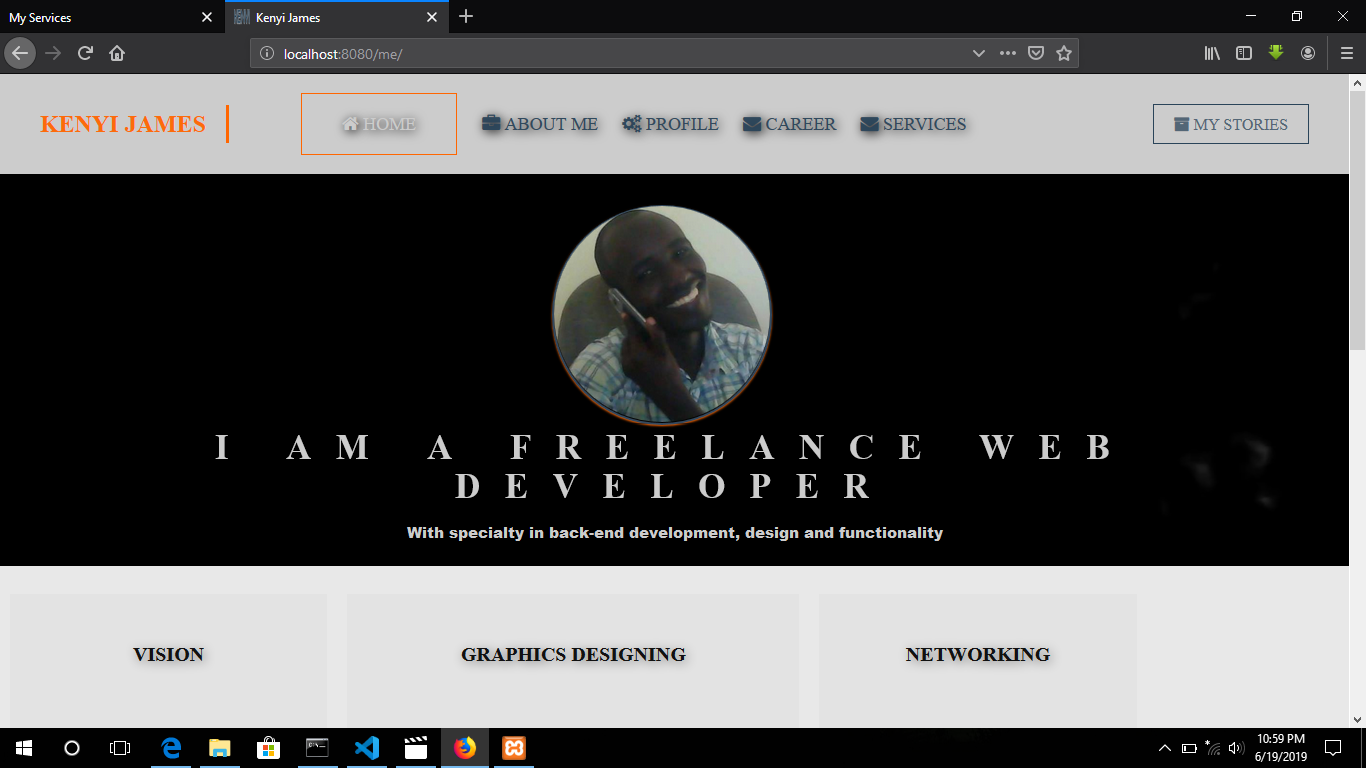 My Services
Kenyi James
localhost:8080/me/
KENYI JAMES
HOME
ABOUT ME
PROFILE
CAREER
SERVICES
MY STORIES
I AM A FREELANCE WEB
DEVELOPER
With specialty in back-end development, design and functionality
VISION
GRAPHICS DESIGNING
NETWORKING
10:59 PM
6/19/2019